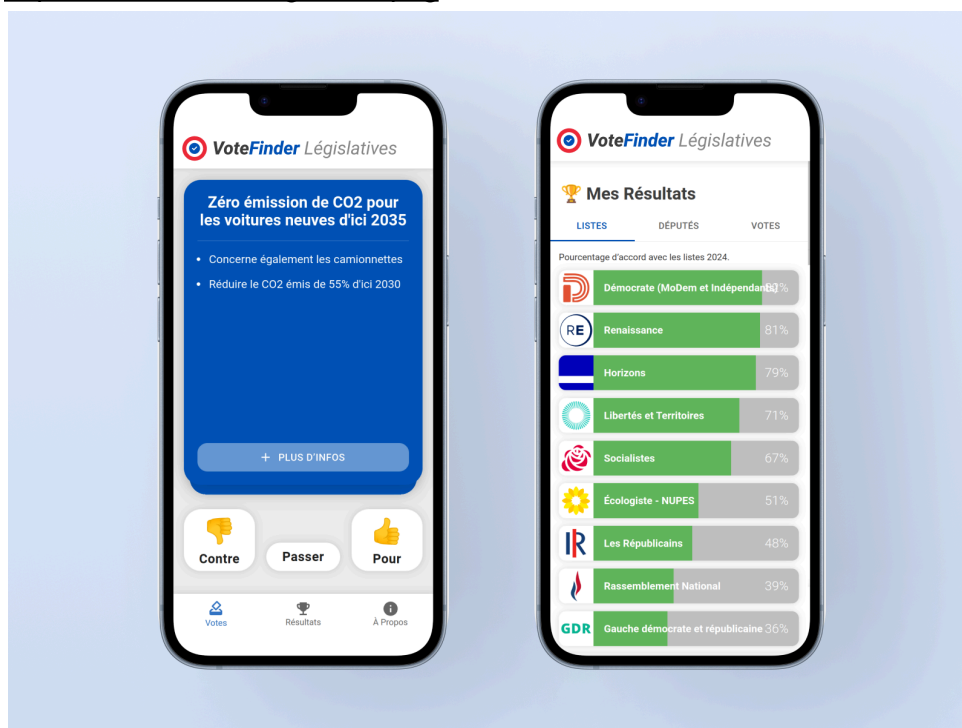 VoteFinder Législatives
Zéro émission de CO2 pour
les voitures neuves d'ici 2035
Concerne également les camionnettes
Réduire le CO2 émis de 55% d'ici 2030
+ PLUS D'INFOS
Contre
Passer
Pour
Votes
Résultats
À Propos
VoteFinder Législatives
Mes Résultats
LISTES DÉPUTÉS VOTES
Pourcentage d'accord avec les listes 2024.
Démocrate (MoDem et Indépendants)
RE Renaissance 81%
Horizons 79%
Libertés et Territoires 71%
Socialistes 67%
Écologiste - NUPES 51%
Les Républicains 48%
Rassemblement National 39%
GDR Gauche démocrate et républicaine 36%